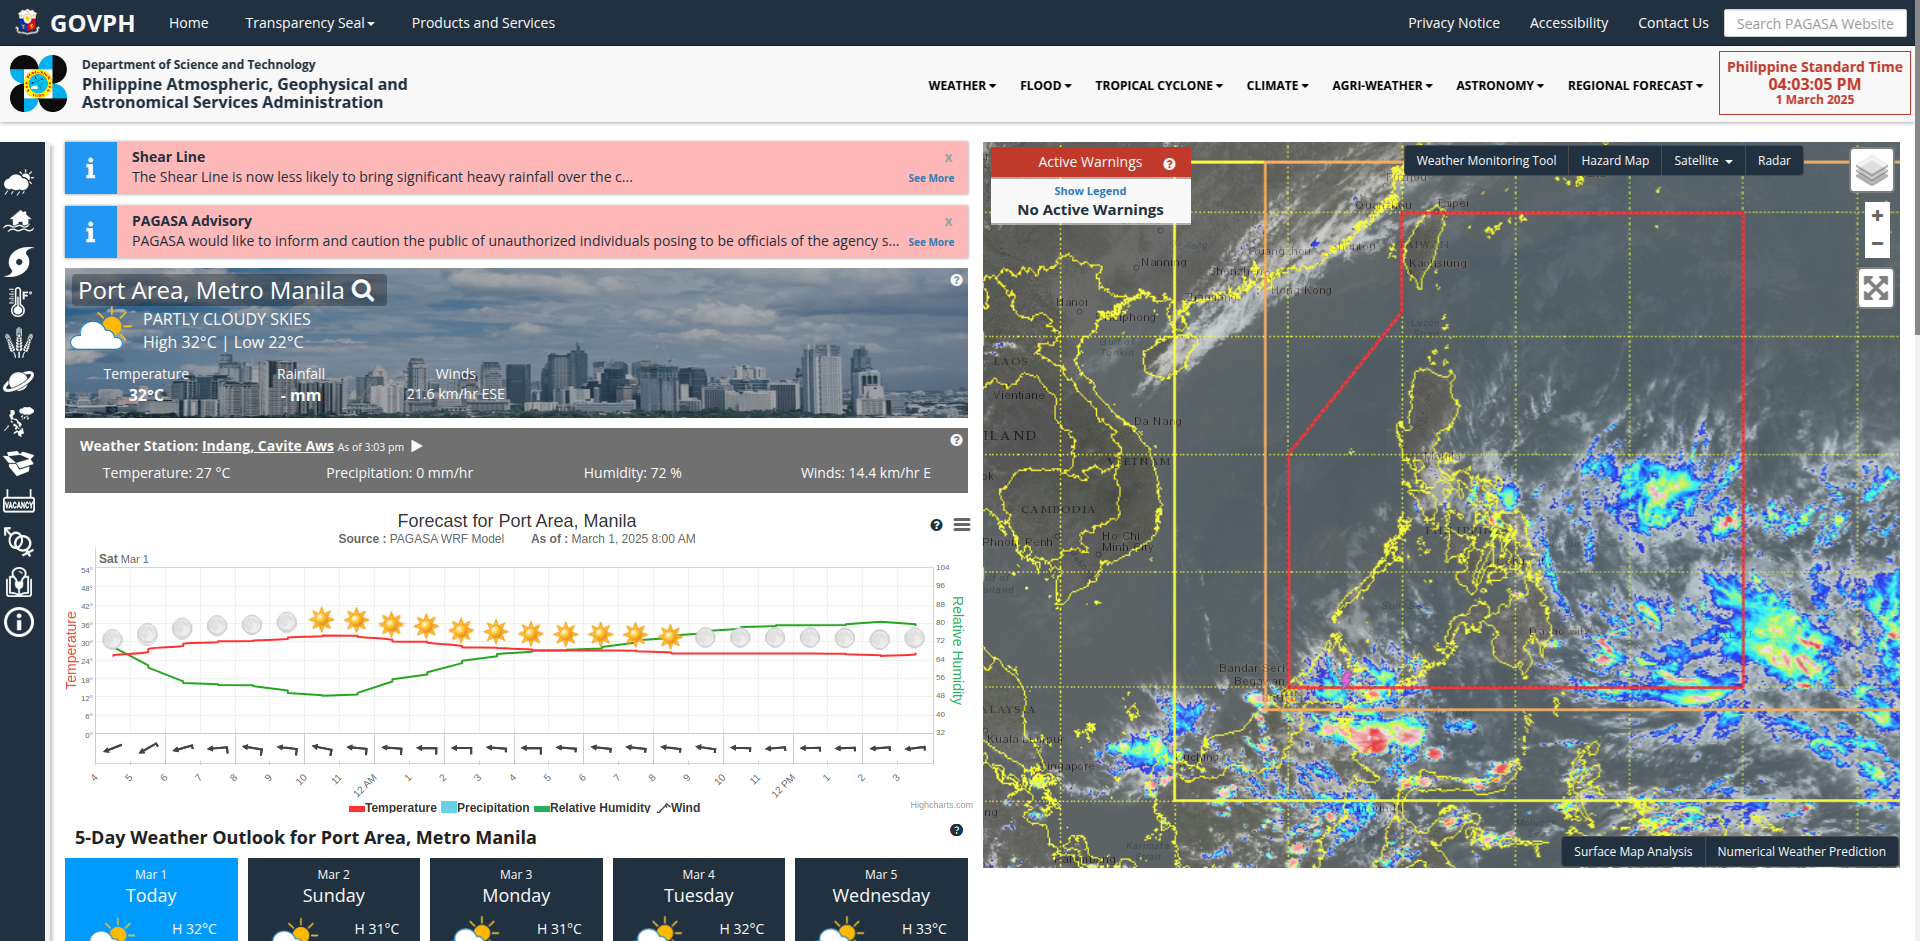 GOVPH
Home
Transparency Seal
Products and Services
Privacy Notice
Accessibility
Contact Us
Search PAGASA Website
Department of Science and Technology
Philippine Atmospheric, Geophysical and
Astronomical Services Administration
WEATHER
FLOOD
TROPICAL CYCLONE
CLIMATE
AGRI-WEATHER
ASTRONOMY
REGIONAL FORECAST
Philippine Standard Time
04:03:05 PM
1 March 2025
VACANCY
Shear Line
x
The Shear Line is now less likely to bring significant heavy rainfall over the c...
See More
PAGASA Advisory
x
PAGASA would like to inform and caution the public of unauthorized individuals posing to be officials of the agency s...
See More
Port Area, Metro Manila
PARTLY CLOUDY SKIES
High 32°C | Low 22°C
Temperature
32°C
Rainfall
- mm
Winds
21.6 km/hr ESE
Weather Station: Indang, Cavite Aws As of 3:03 pm
Temperature: 27 °C
Precipitation: 0 mm/hr
Humidity: 72 %
Winds: 14.4 km/hr E
Forecast for Port Area, Manila
Source : PAGASA WRF Model As of : March 1, 2025 8:00 AM
Sat Mar 1
Temperature
54°
48°
42°
36°
30°
24°
18°
12°
6°
0°
104
96
88
80
72
64
56
48
40
32
Relative Humidity
4 5 6 7 8 9 10 11 12 AM 1 2 3 4 5 6 7 8 9 10 11 12 PM 1 2 3
Temperature Precipitation Relative Humidity Wind
Highcharts.com
5-Day Weather Outlook for Port Area, Metro Manila
Mar 1
Today
H 32°C
Mar 2
Sunday
H 31°C
Mar 3
Monday
H 31°C
Mar 4
Tuesday
H 32°C
Mar 5
Wednesday
H 33°C
Active Warnings
Show Legend
No Active Warnings
Weather Monitoring Tool
Hazard Map
Satellite
Radar
+
−
Taipei
Kaohsiung
Nanning
Hong Kong
Hanoi
Gulf of
Tonkin
LAOS
Vientiane
Da Nang
VIETNAM
CAMBODIA
Phnom Penh
Ho Chi
Minh City
Davao City
Bandar Seri
Begawan
Kuala Lumpur
Kuching
Karimata
Strait
Surface Map Analysis
Numerical Weather Prediction